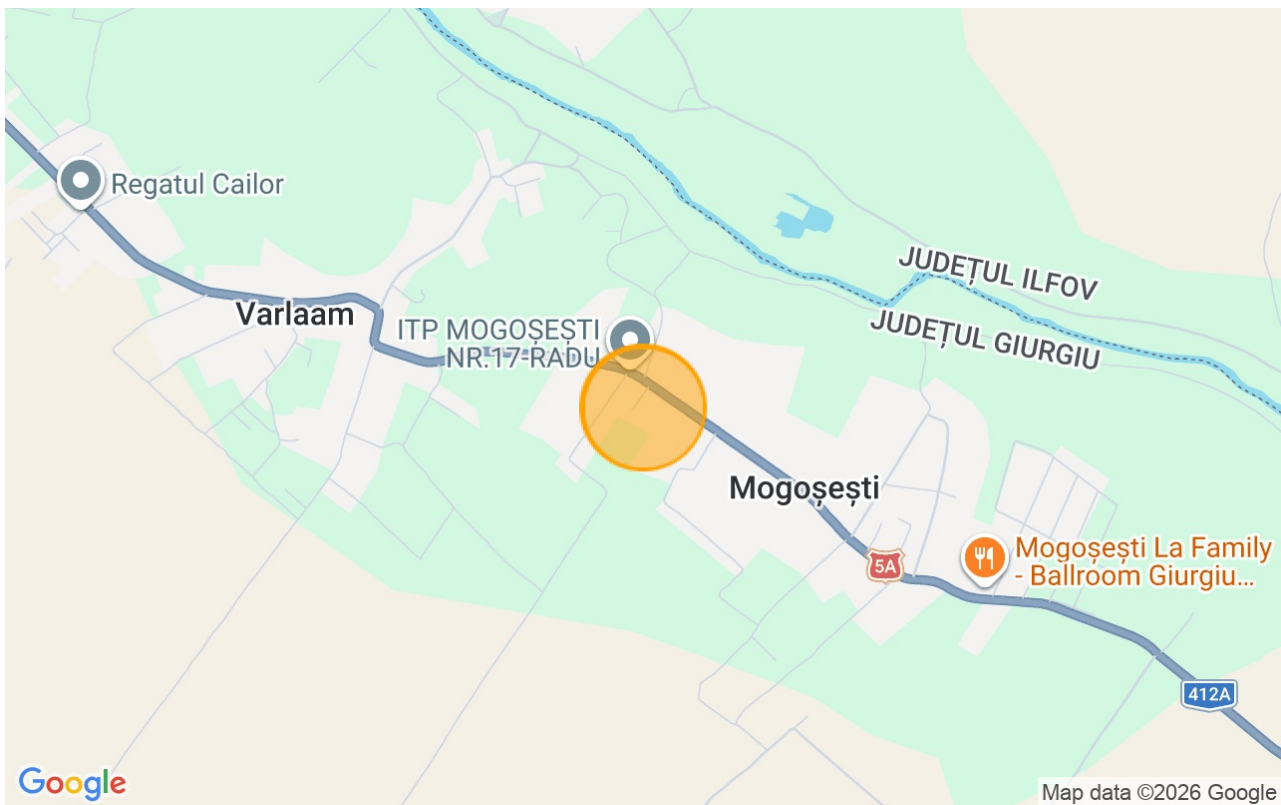 Regatul Cailor
JUDEȚUL ILFOV
Varlaam
JUDEȚUL GIURGIU
ITP MOGOȘEȘTI
NR.17-RADU
Mogoșești
5A
Mogoșești La Family
- Ballroom Giurgiu...
412A
Google
Map data ©2026 Google